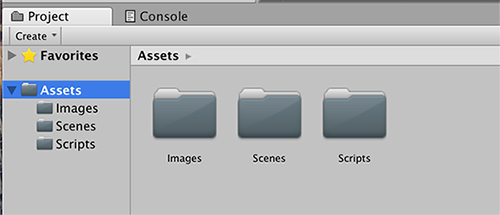 Project Console
Create
Favorites Assets
Assets
Images
Scenes
Scripts
Images Scenes Scripts